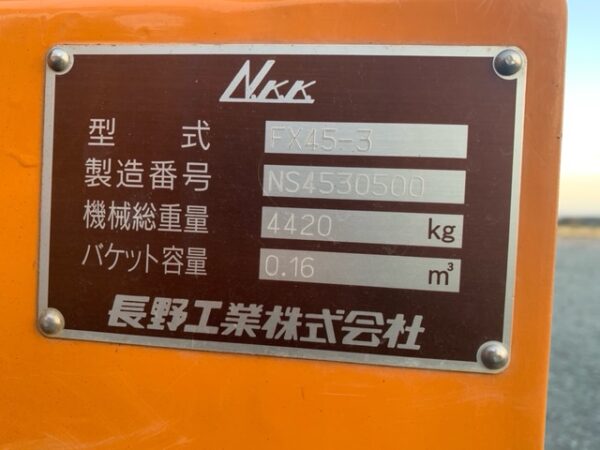 N.K.K.
型式 FX45-3
製造番号 NS4530500
機械総重量 4420 kg
バケット容量 0.16 m³
長野工業株式会社